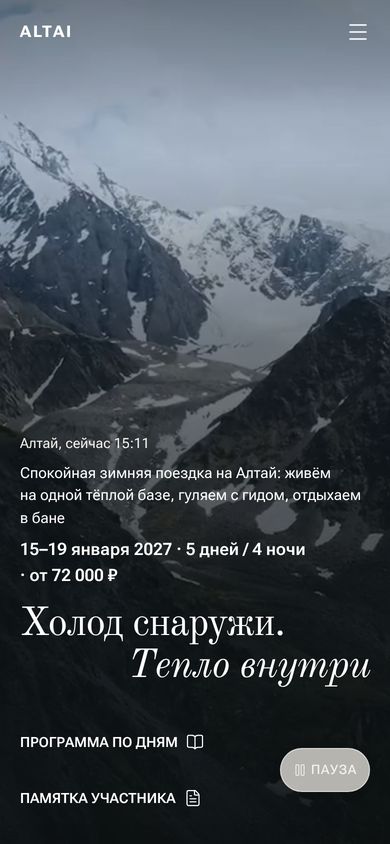 ALTAI
Алтай, сейчас 15:11
Спокойная зимняя поездка на Алтай: живём
на одной тёплой базе, гуляем с гидом, отдыхаем
в бане
15–19 января 2027 · 5 дней / 4 ночи
· от 72 000 ₽
Холод снаружи.
Тепло внутри
ПРОГРАММА ПО ДНЯМ
ПАУЗА
ПАМЯТКА УЧАСТНИКА